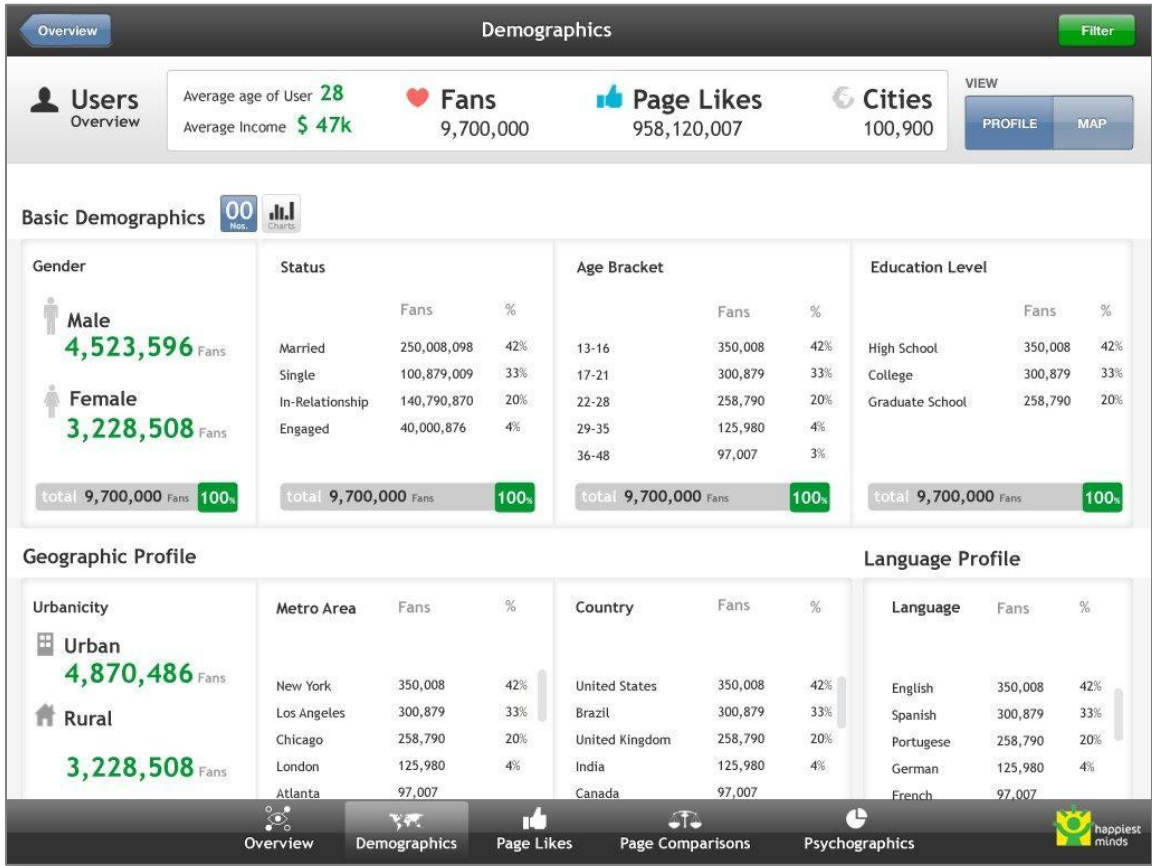 Overview
Demographics
Filter
Users
Overview
Average age of User 28
Average Income $ 47k
Fans
9,700,000
Page Likes
958,120,007
Cities
100,900
VIEW
PROFILE MAP
Basic Demographics
00
Nos.
Charts
Gender
Male
4,523,596 Fans
Female
3,228,508 Fans
total 9,700,000 Fans 100%
Status
Fans %
Married 250,008,098 42%
Single 100,879,009 33%
In-Relationship 140,790,870 20%
Engaged 40,000,876 4%
total 9,700,000 Fans 100%
Age Bracket
Fans %
13-16 350,008 42%
17-21 300,879 33%
22-28 258,790 20%
29-35 125,980 4%
36-48 97,007 3%
total 9,700,000 Fans 100%
Education Level
Fans %
High School 350,008 42%
College 300,879 33%
Graduate School 258,790 20%
total 9,700,000 Fans 100%
Geographic Profile
Urbanicity
Urban
4,870,486 Fans
Rural
3,228,508 Fans
Metro Area Fans %
New York 350,008 42%
Los Angeles 300,879 33%
Chicago 258,790 20%
London 125,980 4%
Atlanta 97,007
Country Fans %
United States 350,008 42%
Brazil 300,879 33%
United Kingdom 258,790 20%
India 125,980 4%
Canada 97,007
Language Profile
Language Fans %
English 350,008 42%
Spanish 300,879 33%
Portugese 258,790 20%
German 125,980 4%
French 97,007
Overview
Demographics
Page Likes
Page Comparisons
Psychographics
happiest
minds